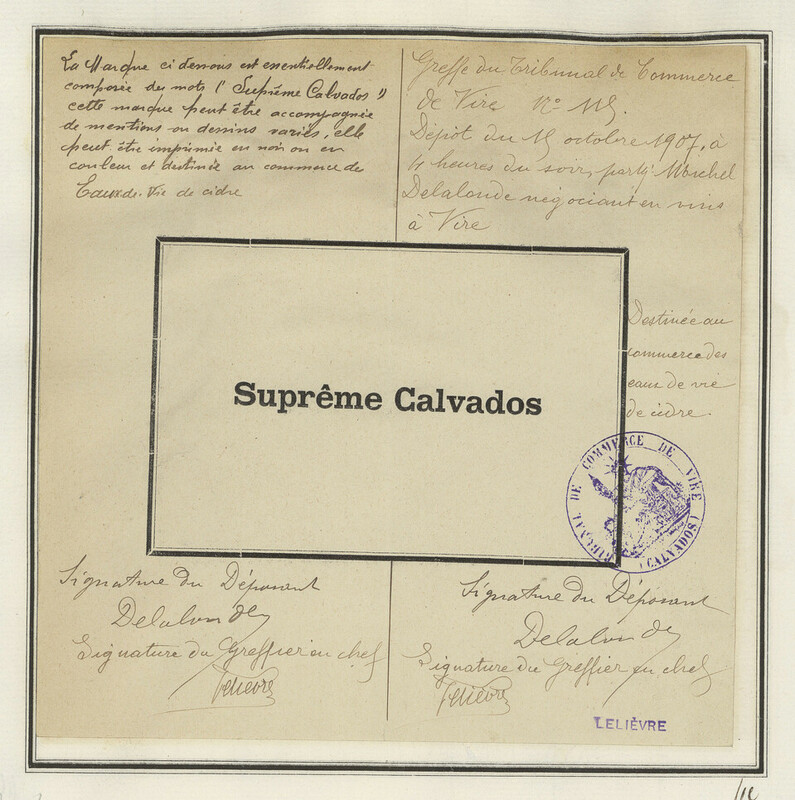 La Marque ci dessous est essentiellement
composée des mots " Suprême Calvados "
cette marque peut être accompagnée
de mentions ou dessins variés, elle
peut être imprimée en noir ou en
couleur et destinée au commerce des
Eaux-de-Vie de cidre
Greffe du Tribunal de Commerce
de Vire N°
Dépôt du 15 octobre 1907, à
4 heures du soir, par Mr Michel
Delalonde négociant en vins
à Vire
Destinée au
commerce des
eaux de vie
de cidre.
Suprême Calvados
TRIBUNAL DE COMMERCE DE VIRE (CALVADOS)
Signature du Déposant
Delalonde
Signature du Greffier en chef
Lelièvre
Signature du Déposant
Delalonde
Signature du Greffier en chef
Lelièvre
LELIÈVRE